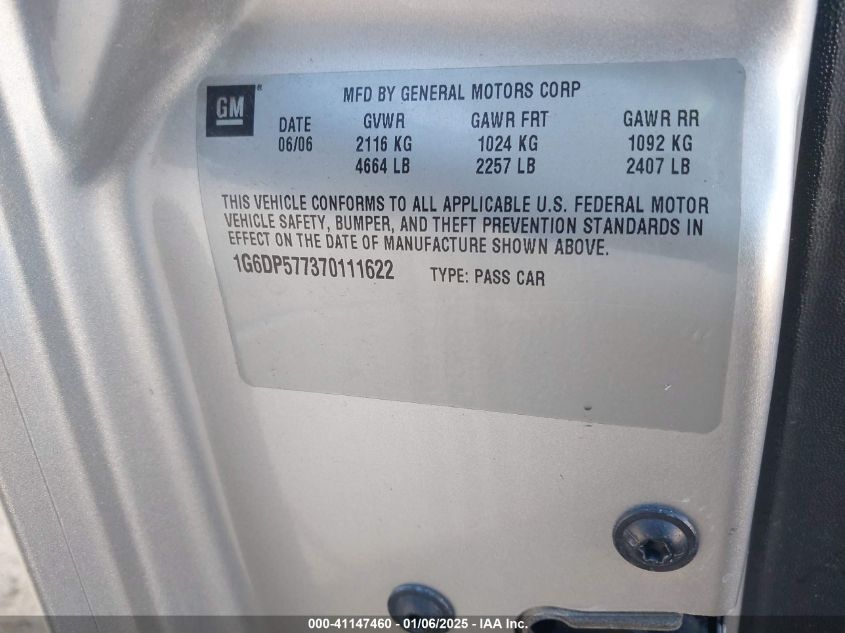 GM® MFD BY GENERAL MOTORS CORP
DATE GVWR GAWR FRT GAWR RR
06/06 2116 KG 1024 KG 1092 KG
4664 LB 2257 LB 2407 LB
THIS VEHICLE CONFORMS TO ALL APPLICABLE U.S. FEDERAL MOTOR
VEHICLE SAFETY, BUMPER, AND THEFT PREVENTION STANDARDS IN
EFFECT ON THE DATE OF MANUFACTURE SHOWN ABOVE.
1G6DP577370111622 TYPE: PASS CAR
000-41147460 - 01/06/2025 - IAA Inc.